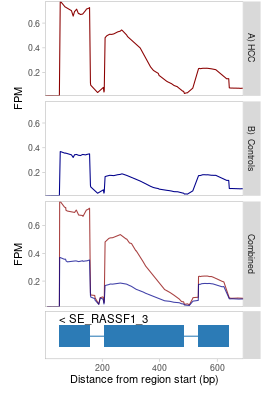 0.6
0.4
0.2
FPM
A) HCC
0.6
0.4
0.2
FPM
B) Controls
0.6
0.4
0.2
FPM
Combined
< SE_RASSF1_3
200
400
600
Distance from region start (bp)